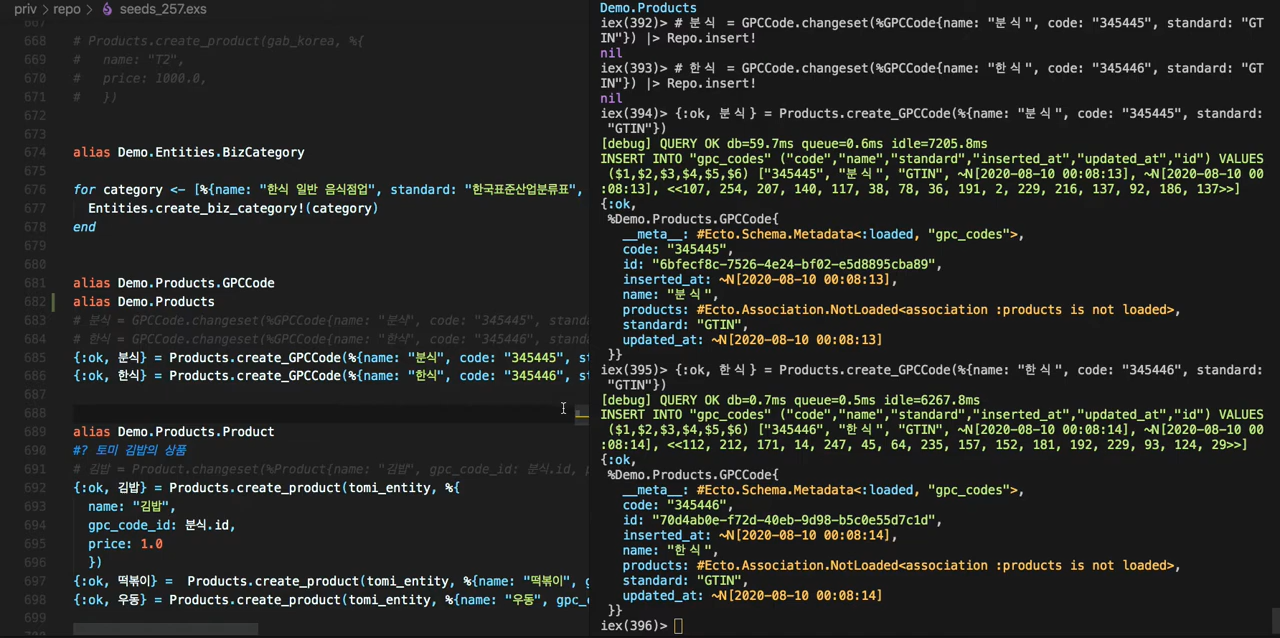 priv > repo > seeds_257.exs
667
668 # Products.create_product(gab_korea, %{
669 #   name: "T2",
670 #   price: 1000.0,
671 #   })
672
673
674 alias Demo.Entities.BizCategory
675
676 for category <- [%{name: "한식 일반 음식점업", standard: "한국표준산업분류표",
677   Entities.create_biz_category!(category)
678 end
679
680
681 alias Demo.Products.GPCCode
682 alias Demo.Products
683 # 분식 = GPCCode.changeset(%GPCCode{name: "분식", code: "345445", standa
684 # 한식 = GPCCode.changeset(%GPCCode{name: "한식", code: "345446", standa
685 {:ok, 분식} = Products.create_GPCCode(%{name: "분식", code: "345445", st
686 {:ok, 한식} = Products.create_GPCCode(%{name: "한식", code: "345446", st
687
688
689 alias Demo.Products.Product
690 #? 토미 김밥의 상품
691 # 김밥 = Product.changeset(%Product{name: "김밥", gpc_code_id: 분식.id, p
692 {:ok, 김밥} = Products.create_product(tomi_entity, %{
693   name: "김밥",
694   gpc_code_id: 분식.id,
695   price: 1.0
696   })
697 {:ok, 떡볶이} =  Products.create_product(tomi_entity, %{name: "떡볶이", g
698 {:ok, 우동} = Products.create_product(tomi_entity, %{name: "우동", gpc_
699
Demo.Products
iex(392)> # 분식 = GPCCode.changeset(%GPCCode{name: "분식", code: "345445", standard: "GT
IN"}) |> Repo.insert!
nil
iex(393)> # 한식 = GPCCode.changeset(%GPCCode{name: "한식", code: "345446", standard: "GT
IN"}) |> Repo.insert!
nil
iex(394)> {:ok, 분식} = Products.create_GPCCode(%{name: "분식", code: "345445", standard:
 "GTIN"})
[debug] QUERY OK db=59.7ms queue=0.6ms idle=7205.8ms
INSERT INTO "gpc_codes" ("code","name","standard","inserted_at","updated_at","id") VALUES
 ($1,$2,$3,$4,$5,$6) ["345445", "분식", "GTIN", ~N[2020-08-10 00:08:13], ~N[2020-08-10 00
:08:13], <<107, 254, 207, 140, 117, 38, 78, 36, 191, 2, 229, 216, 137, 92, 186, 137>>]
{:ok,
 %Demo.Products.GPCCode{
   __meta__: #Ecto.Schema.Metadata<:loaded, "gpc_codes">,
   code: "345445",
   id: "6bfecf8c-7526-4e24-bf02-e5d8895cba89",
   inserted_at: ~N[2020-08-10 00:08:13],
   name: "분식",
   products: #Ecto.Association.NotLoaded<association :products is not loaded>,
   standard: "GTIN",
   updated_at: ~N[2020-08-10 00:08:13]
 }}
iex(395)> {:ok, 한식} = Products.create_GPCCode(%{name: "한식", code: "345446", standard:
 "GTIN"})
[debug] QUERY OK db=0.7ms queue=0.5ms idle=6267.8ms
INSERT INTO "gpc_codes" ("code","name","standard","inserted_at","updated_at","id") VALUES
 ($1,$2,$3,$4,$5,$6) ["345446", "한식", "GTIN", ~N[2020-08-10 00:08:14], ~N[2020-08-10 00
:08:14], <<112, 212, 171, 14, 247, 45, 64, 235, 157, 152, 181, 192, 229, 93, 124, 29>>]
{:ok,
 %Demo.Products.GPCCode{
   __meta__: #Ecto.Schema.Metadata<:loaded, "gpc_codes">,
   code: "345446",
   id: "70d4ab0e-f72d-40eb-9d98-b5c0e55d7c1d",
   inserted_at: ~N[2020-08-10 00:08:14],
   name: "한식",
   products: #Ecto.Association.NotLoaded<association :products is not loaded>,
   standard: "GTIN",
   updated_at: ~N[2020-08-10 00:08:14]
 }}
iex(396)>